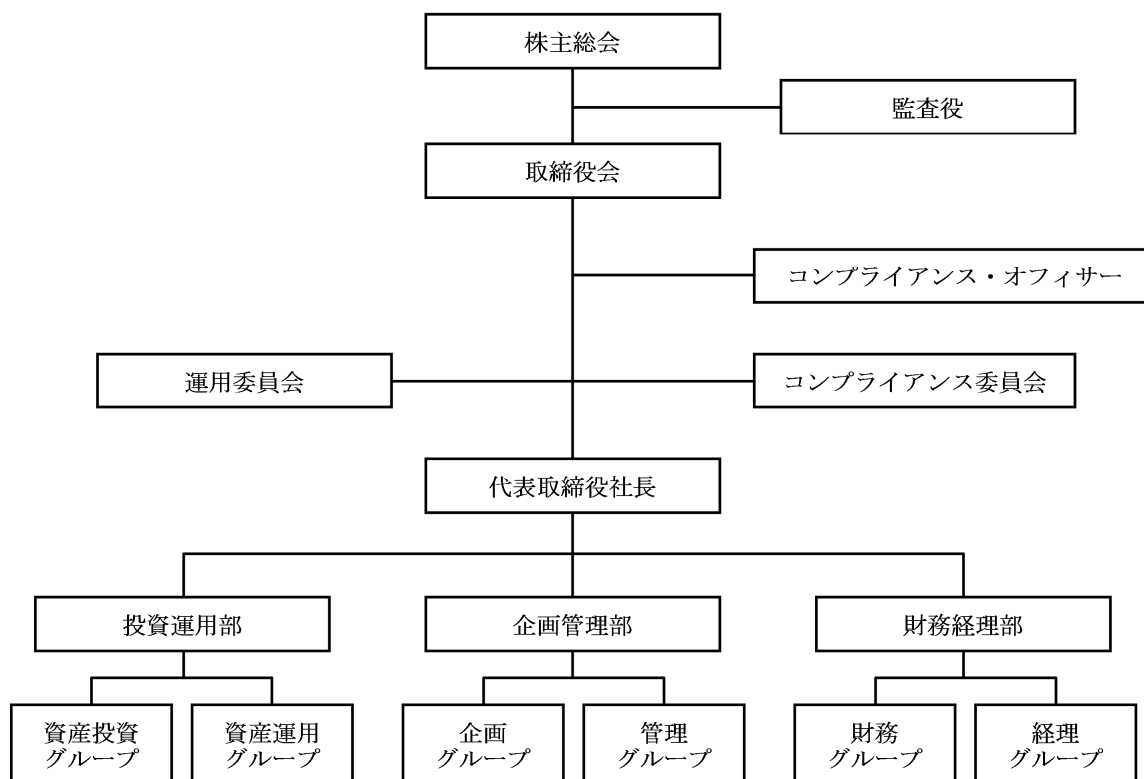 株主総会
監査役
取締役会
コンプライアンス・オフィサー
運用委員会
コンプライアンス委員会
代表取締役社長
投資運用部
企画管理部
財務経理部
資産投資
グループ
資産運用
グループ
企画
グループ
管理
グループ
財務
グループ
経理
グループ